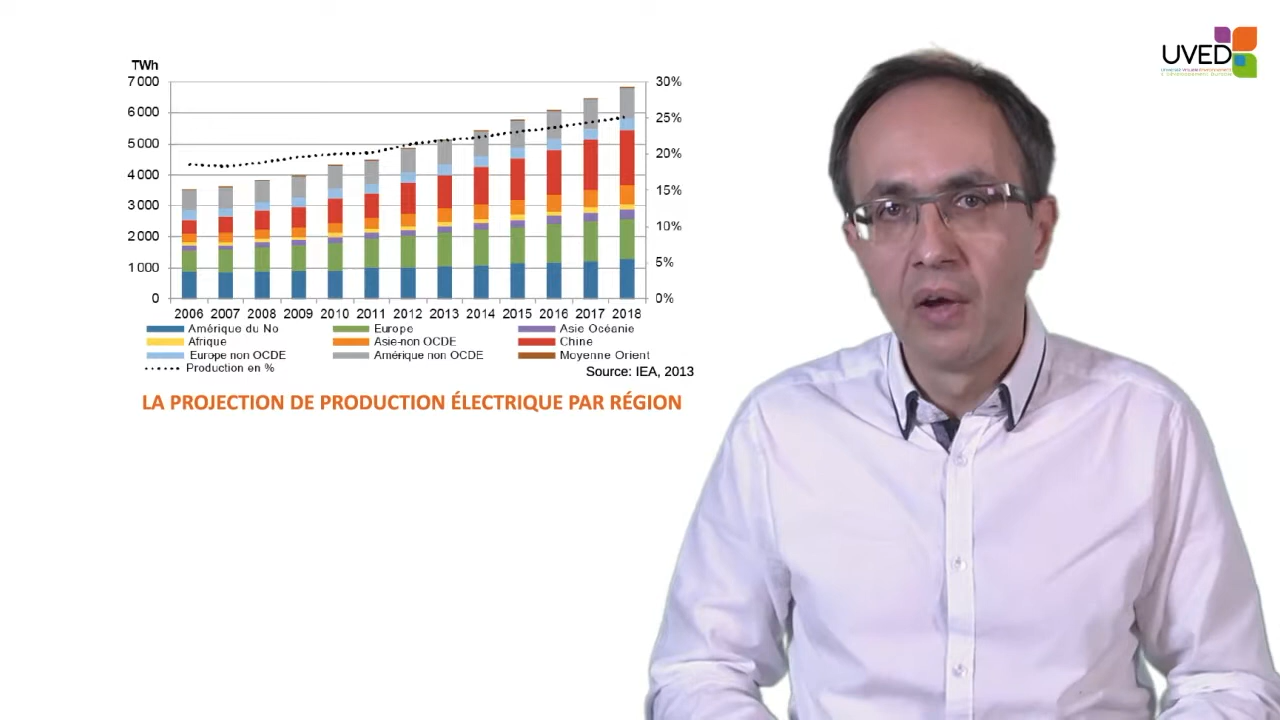 UVED
TWh
7 000 30%
6 000 25%
5 000
4 000 20%
3 000 15%
2 000 10%
1 000 5%
0 0%
2006 2007 2008 2009 2010 2011 2012 2013 2014 2015 2016 2017 2018
Amérique du No Europe Asie Océanie
Afrique Asie-non OCDE Chine
Europe non OCDE Amérique non OCDE Moyenne Orient
Production en %
Source: IEA, 2013
LA PROJECTION DE PRODUCTION ÉLECTRIQUE PAR RÉGION